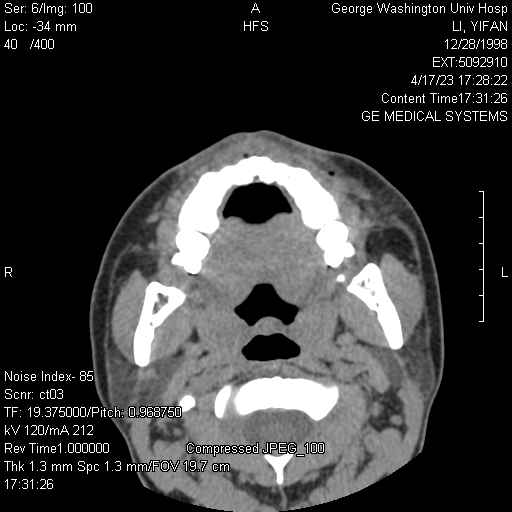 Ser: 6/Img: 100
Loc: -34 mm
40 /400
A
HFS
George Washington Univ Hosp
LI, YIFAN
12/28/1998
EXT:5092910
4/17/23 17:28:22
Content Time17:31:26
GE MEDICAL SYSTEMS
R
L
Noise Index- 85
Scnr: ct03
TF: 19.375000/Pitch: 0.968750
kV 120/mA 212
Rev Time1.000000
Compressed JPEG_100
Thk 1.3 mm Spc 1.3 mm/FOV 19.7 cm
17:31:26